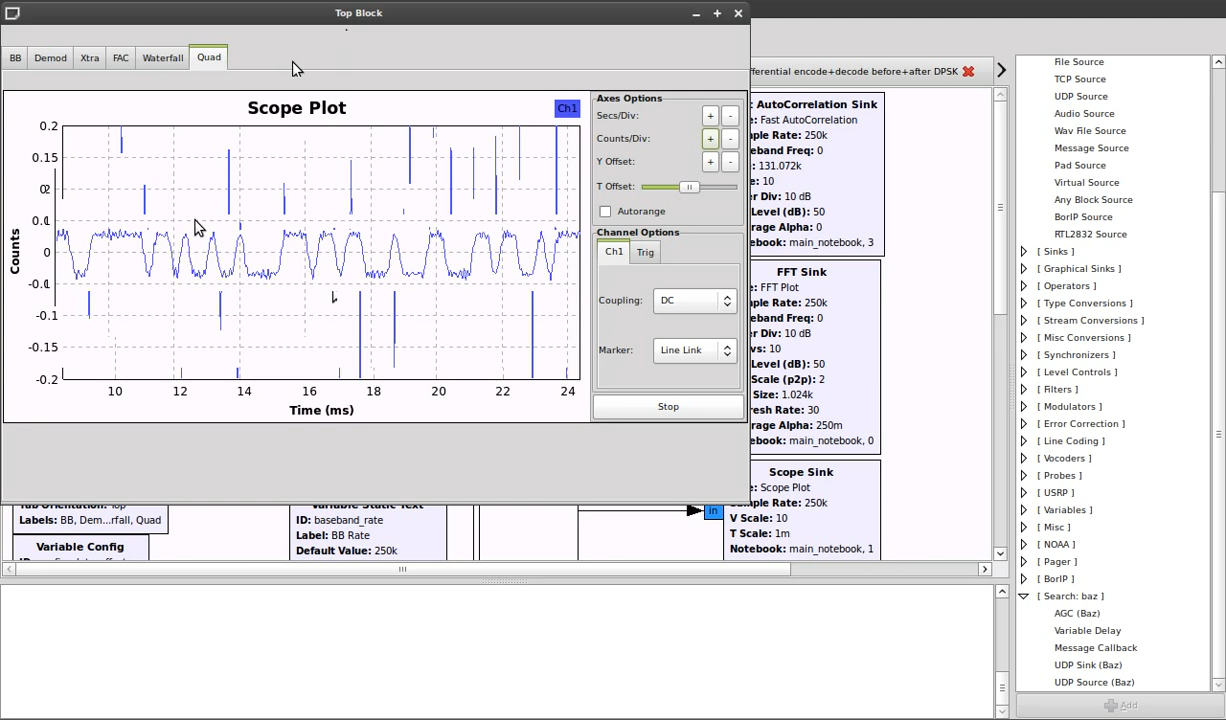 Top Block
BB
Demod
Xtra
FAC
Waterfall
Quad
Scope Plot
Ch1
Counts
0.2
0.15
0
-0.1
-0.15
-0.2
10
12
14
16
18
20
22
24
Time (ms)
Axes Options
Secs/Div:
+
-
Counts/Div:
+
-
Y Offset:
+
-
T Offset:
Autorange
Channel Options
Ch1
Trig
Coupling:
DC
Marker:
Line Link
Stop
fferential encode+decode before+after DPSK
AutoCorrelation Sink
e: Fast AutoCorrelation
ple Rate: 250k
eband Freq: 0
: 131.072k
e: 10
er Div: 10 dB
Level (dB): 50
rage Alpha: 0
ebook: main_notebook, 3
FFT Sink
e: FFT Plot
ple Rate: 250k
eband Freq: 0
er Div: 10 dB
vs: 10
Level (dB): 50
Scale (p2p): 2
Size: 1.024k
resh Rate: 30
rage Alpha: 250m
ebook: main_notebook, 0
Scope Sink
e: Scope Plot
Sample Rate: 250k
V Scale: 10
T Scale: 1m
Notebook: main_notebook, 1
in
Tab Orientation: Top
Labels: BB, Dem...rfall, Quad
Variable Config
Variable Static Text
ID: baseband_rate
Label: BB Rate
Default Value: 250k
File Source
TCP Source
UDP Source
Audio Source
Wav File Source
Message Source
Pad Source
Virtual Source
Any Block Source
BorIP Source
RTL2832 Source
[ Sinks ]
[ Graphical Sinks ]
[ Operators ]
[ Type Conversions ]
[ Stream Conversions ]
[ Misc Conversions ]
[ Synchronizers ]
[ Level Controls ]
[ Filters ]
[ Modulators ]
[ Error Correction ]
[ Line Coding ]
[ Vocoders ]
[ Probes ]
[ USRP ]
[ Variables ]
[ Misc ]
[ NOAA ]
[ Pager ]
[ BorIP ]
[ Search: baz ]
AGC (Baz)
Variable Delay
Message Callback
UDP Sink (Baz)
UDP Source (Baz)
Add